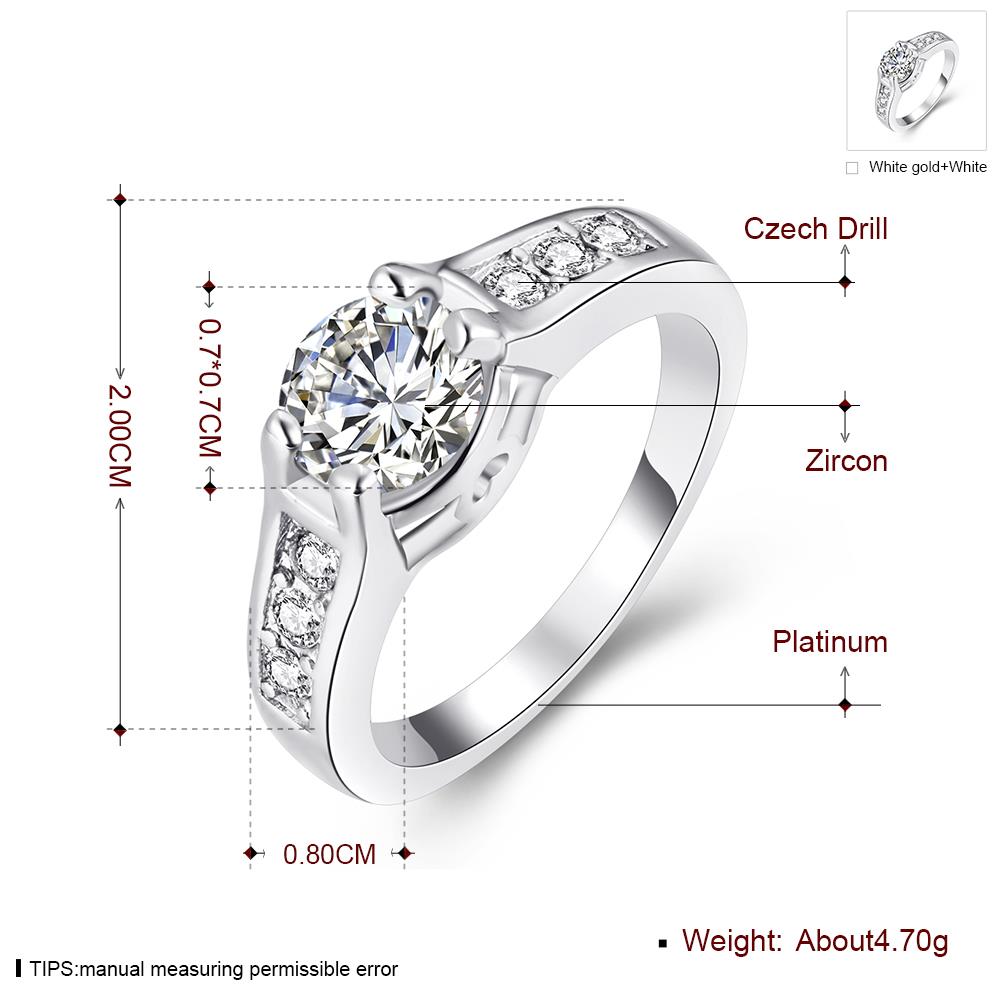 White gold+White
Czech Drill
0.7*0.7CM
2.00CM
Zircon
Platinum
0.80CM
Weight: About4.70g
TIPS:manual measuring permissible error